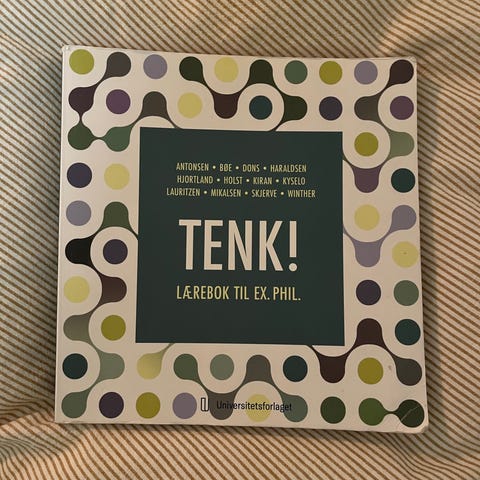 ANTONSEN • BØE • DONS • HARALDSEN
HJORTLAND • HOLST • KIRAN • KYSELO
LAURITZEN • MIKALSEN • SKJERVE • WINTHER
TENK!
LÆREBOK TIL EX. PHIL.
Universitetsforlaget